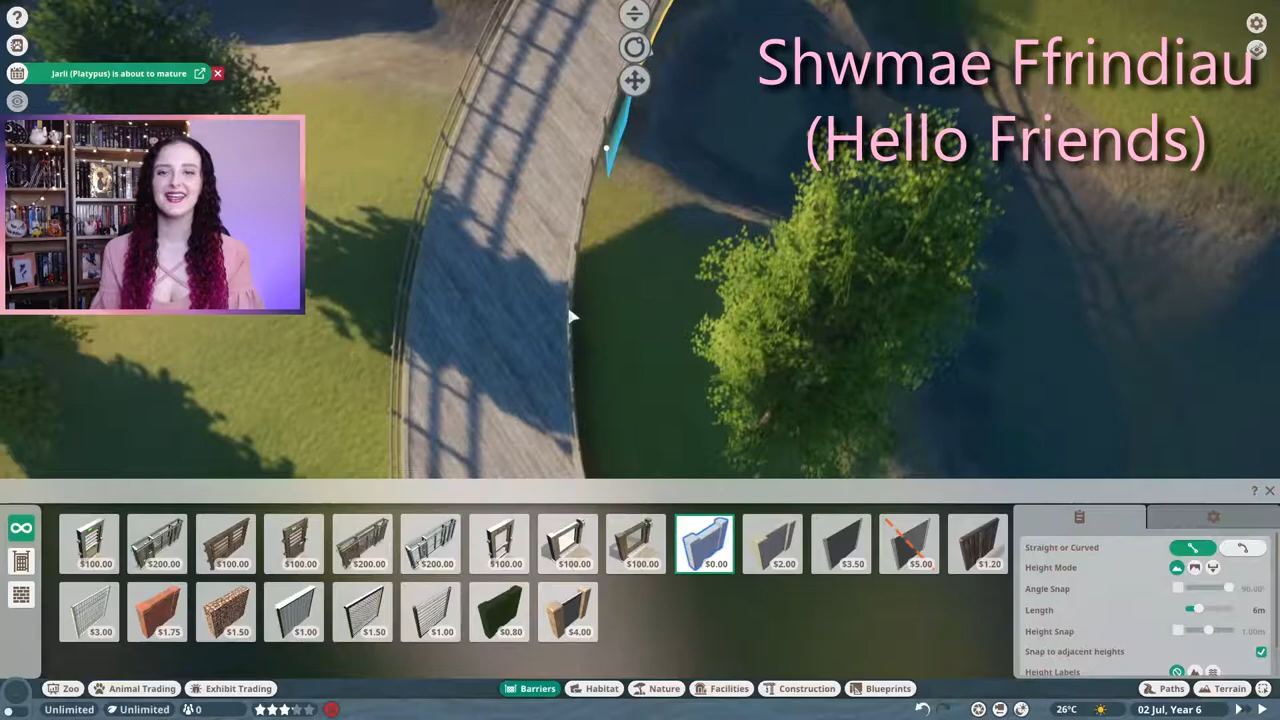 Shwmae Ffrindiau
(Hello Friends)
Jarli (Platypus) is about to mature
$100.00 $200.00 $100.00 $100.00 $200.00 $200.00 $100.00 $100.00 $100.00 $0.00 $2.00 $3.50 $5.00 $1.20
$3.00 $1.75 $1.50 $1.00 $1.50 $1.00 $0.80 $4.00
Straight or Curved
Height Mode
Angle Snap 90.00°
Length 6m
Height Snap 1.00m
Snap to adjacent heights
Height Labels
Zoo Animal Trading Exhibit Trading Barriers Habitat Nature Facilities Construction Blueprints Paths Terrain
Unlimited Unlimited 0 26°C 02 Jul, Year 6